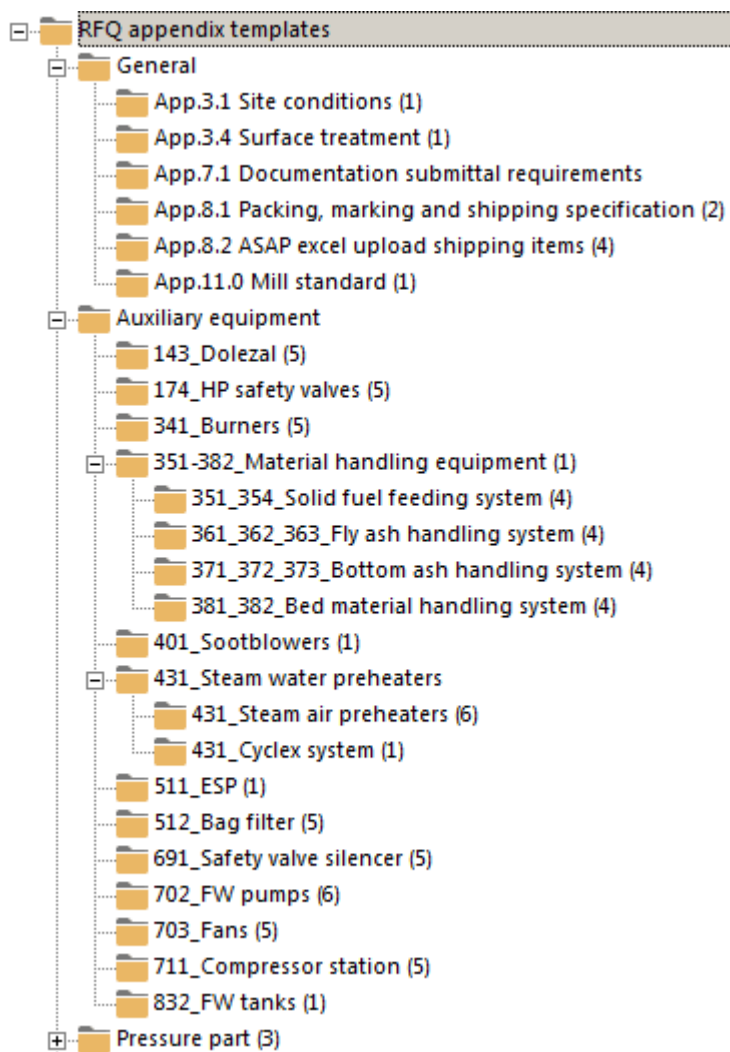 RFQ appendix templates
General
App.3.1 Site conditions (1)
App.3.4 Surface treatment (1)
App.7.1 Documentation submittal requirements
App.8.1 Packing, marking and shipping specification (2)
App.8.2 ASAP excel upload shipping items (4)
App.11.0 Mill standard (1)
Auxiliary equipment
143_Dolezal (5)
174_HP safety valves (5)
341_Burners (5)
351-382_Material handling equipment (1)
351_354_Solid fuel feeding system (4)
361_362_363_Fly ash handling system (4)
371_372_373_Bottom ash handling system (4)
381_382_Bed material handling system (4)
401_Sootblowers (1)
431_Steam water preheaters
431_Steam air preheaters (6)
431_Cyclex system (1)
511_ESP (1)
512_Bag filter (5)
691_Safety valve silencer (5)
702_FW pumps (6)
703_Fans (5)
711_Compressor station (5)
832_FW tanks (1)
Pressure part (3)